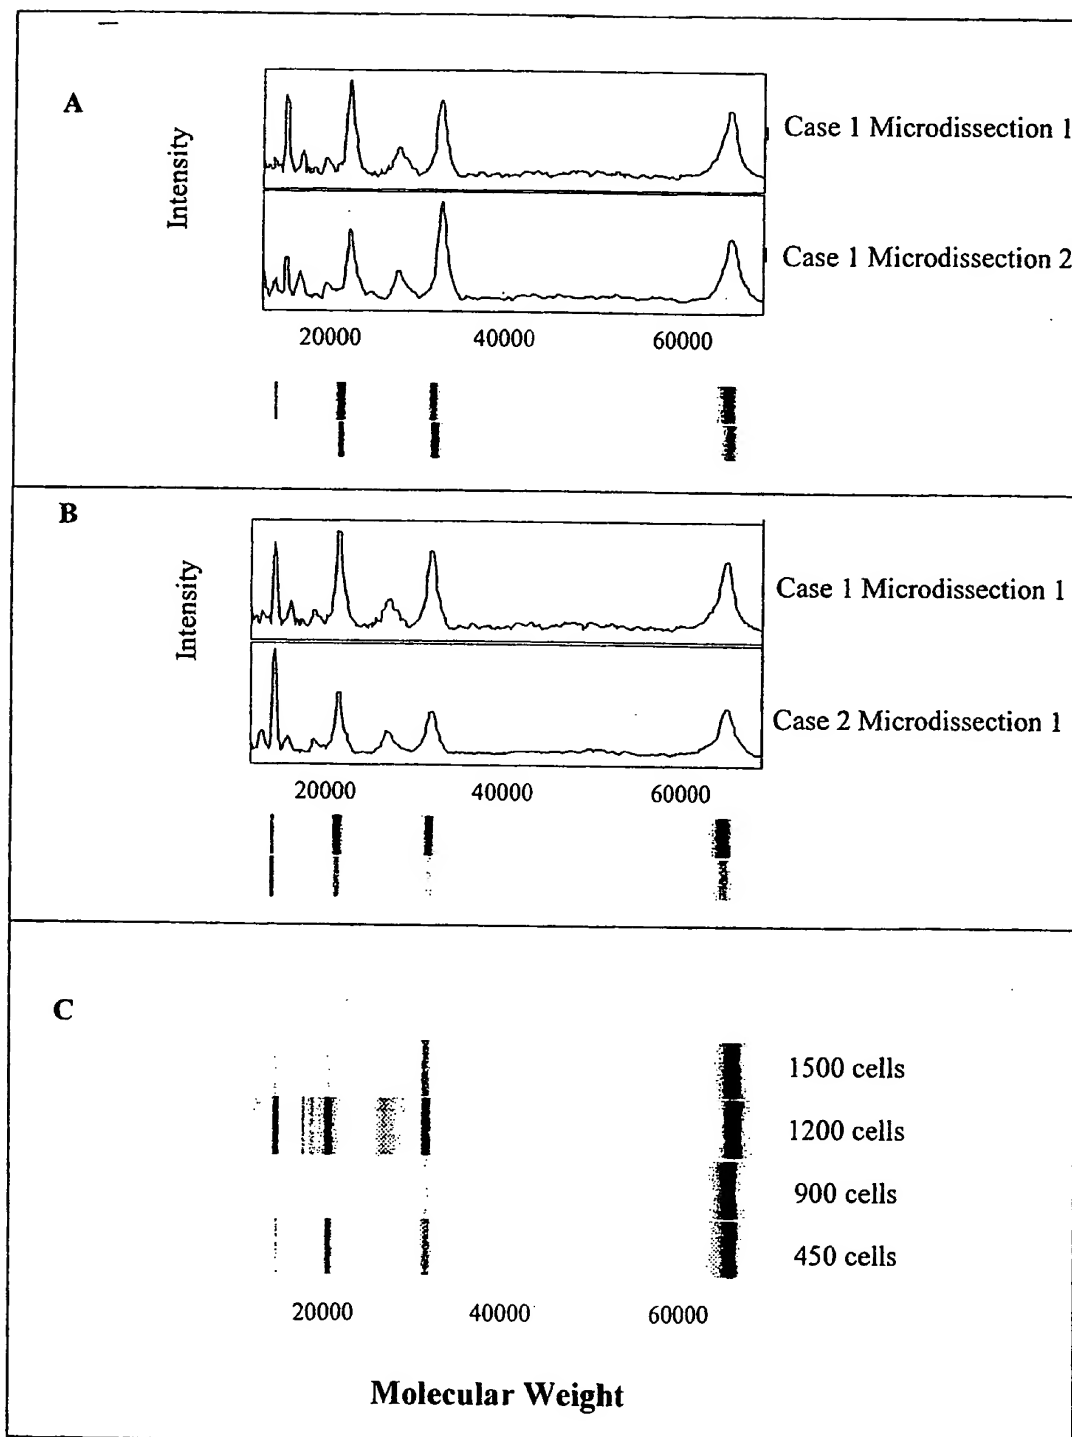 A
Intensity
Case 1 Microdissection 1
Case 1 Microdissection 2
20000 40000 60000
B
Intensity
Case 1 Microdissection 1
Case 2 Microdissection 1
20000 40000 60000
C
1500 cells
1200 cells
900 cells
450 cells
20000 40000 60000
Molecular Weight